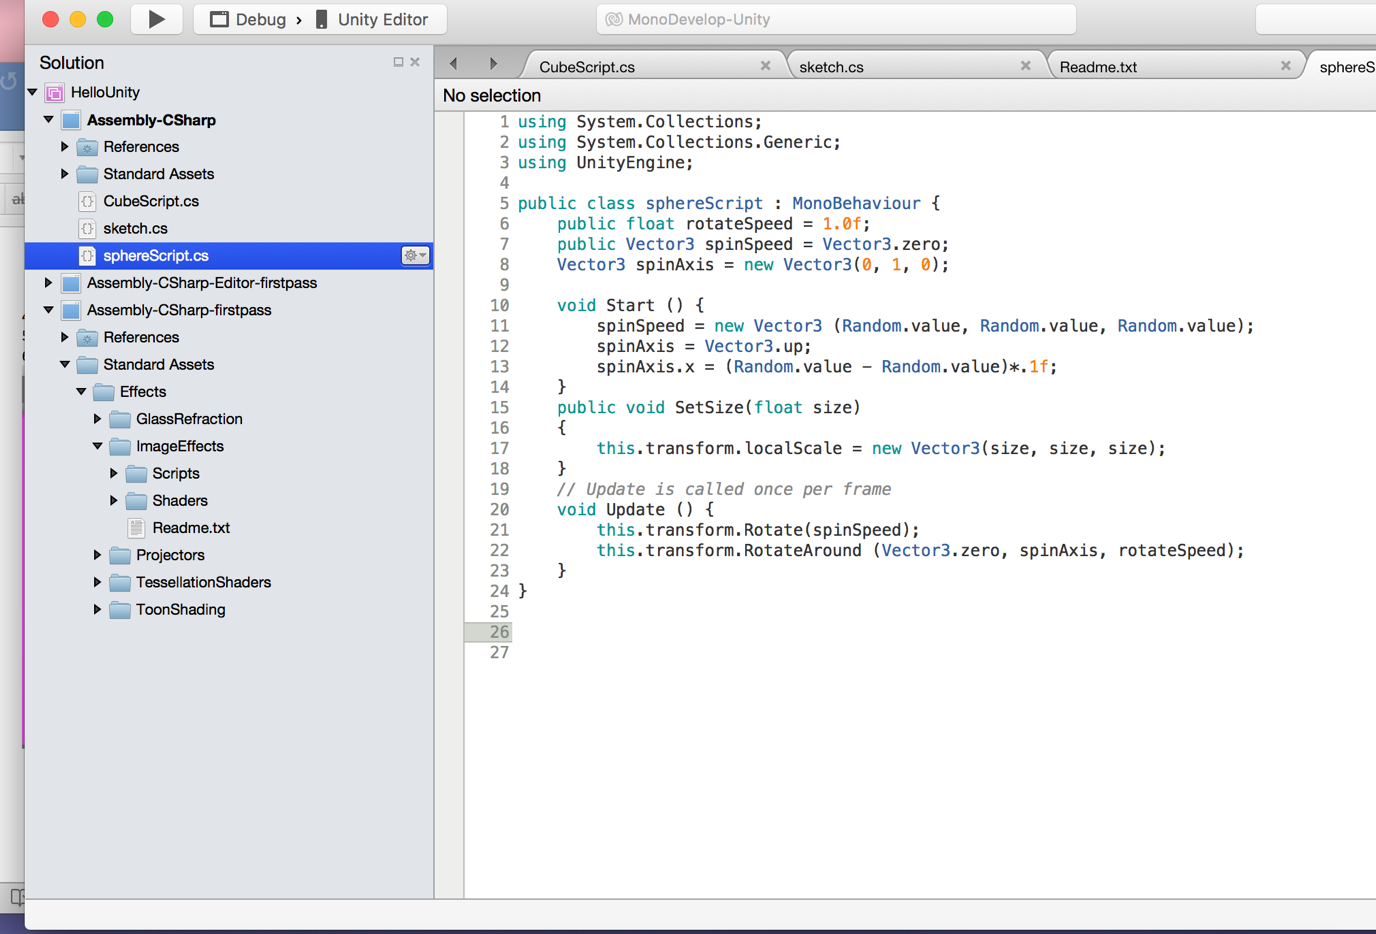 Debug › Unity Editor
MonoDevelop-Unity
Solution
HelloUnity
Assembly-CSharp
References
Standard Assets
CubeScript.cs
sketch.cs
sphereScript.cs
Assembly-CSharp-Editor-firstpass
Assembly-CSharp-firstpass
References
Standard Assets
Effects
GlassRefraction
ImageEffects
Scripts
Shaders
Readme.txt
Projectors
TessellationShaders
ToonShading
CubeScript.cs sketch.cs Readme.txt sphereS
No selection
1 using System.Collections;
2 using System.Collections.Generic;
3 using UnityEngine;
4
5 public class sphereScript : MonoBehaviour {
6 public float rotateSpeed = 1.0f;
7 public Vector3 spinSpeed = Vector3.zero;
8 Vector3 spinAxis = new Vector3(0, 1, 0);
9
10 void Start () {
11 spinSpeed = new Vector3 (Random.value, Random.value, Random.value);
12 spinAxis = Vector3.up;
13 spinAxis.x = (Random.value - Random.value)*.1f;
14 }
15 public void SetSize(float size)
16 {
17 this.transform.localScale = new Vector3(size, size, size);
18 }
19 // Update is called once per frame
20 void Update () {
21 this.transform.Rotate(spinSpeed);
22 this.transform.RotateAround (Vector3.zero, spinAxis, rotateSpeed);
23 }
24 }
25
26
27